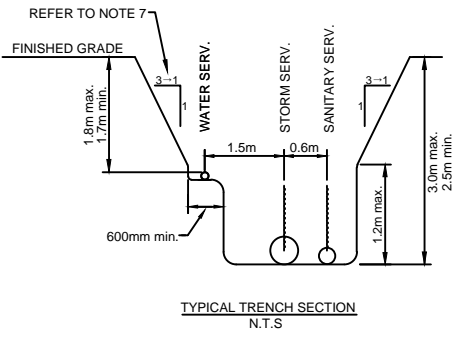 REFER TO NOTE 7
FINISHED GRADE
3→1
1
WATER SERV.
STORM SERV.
SANITARY SERV.
3→1
1
1.8m max.
1.7m min.
1.5m
0.6m
3.0m max.
2.5m min.
1.2m max.
600mm min.
TYPICAL TRENCH SECTION
N.T.S